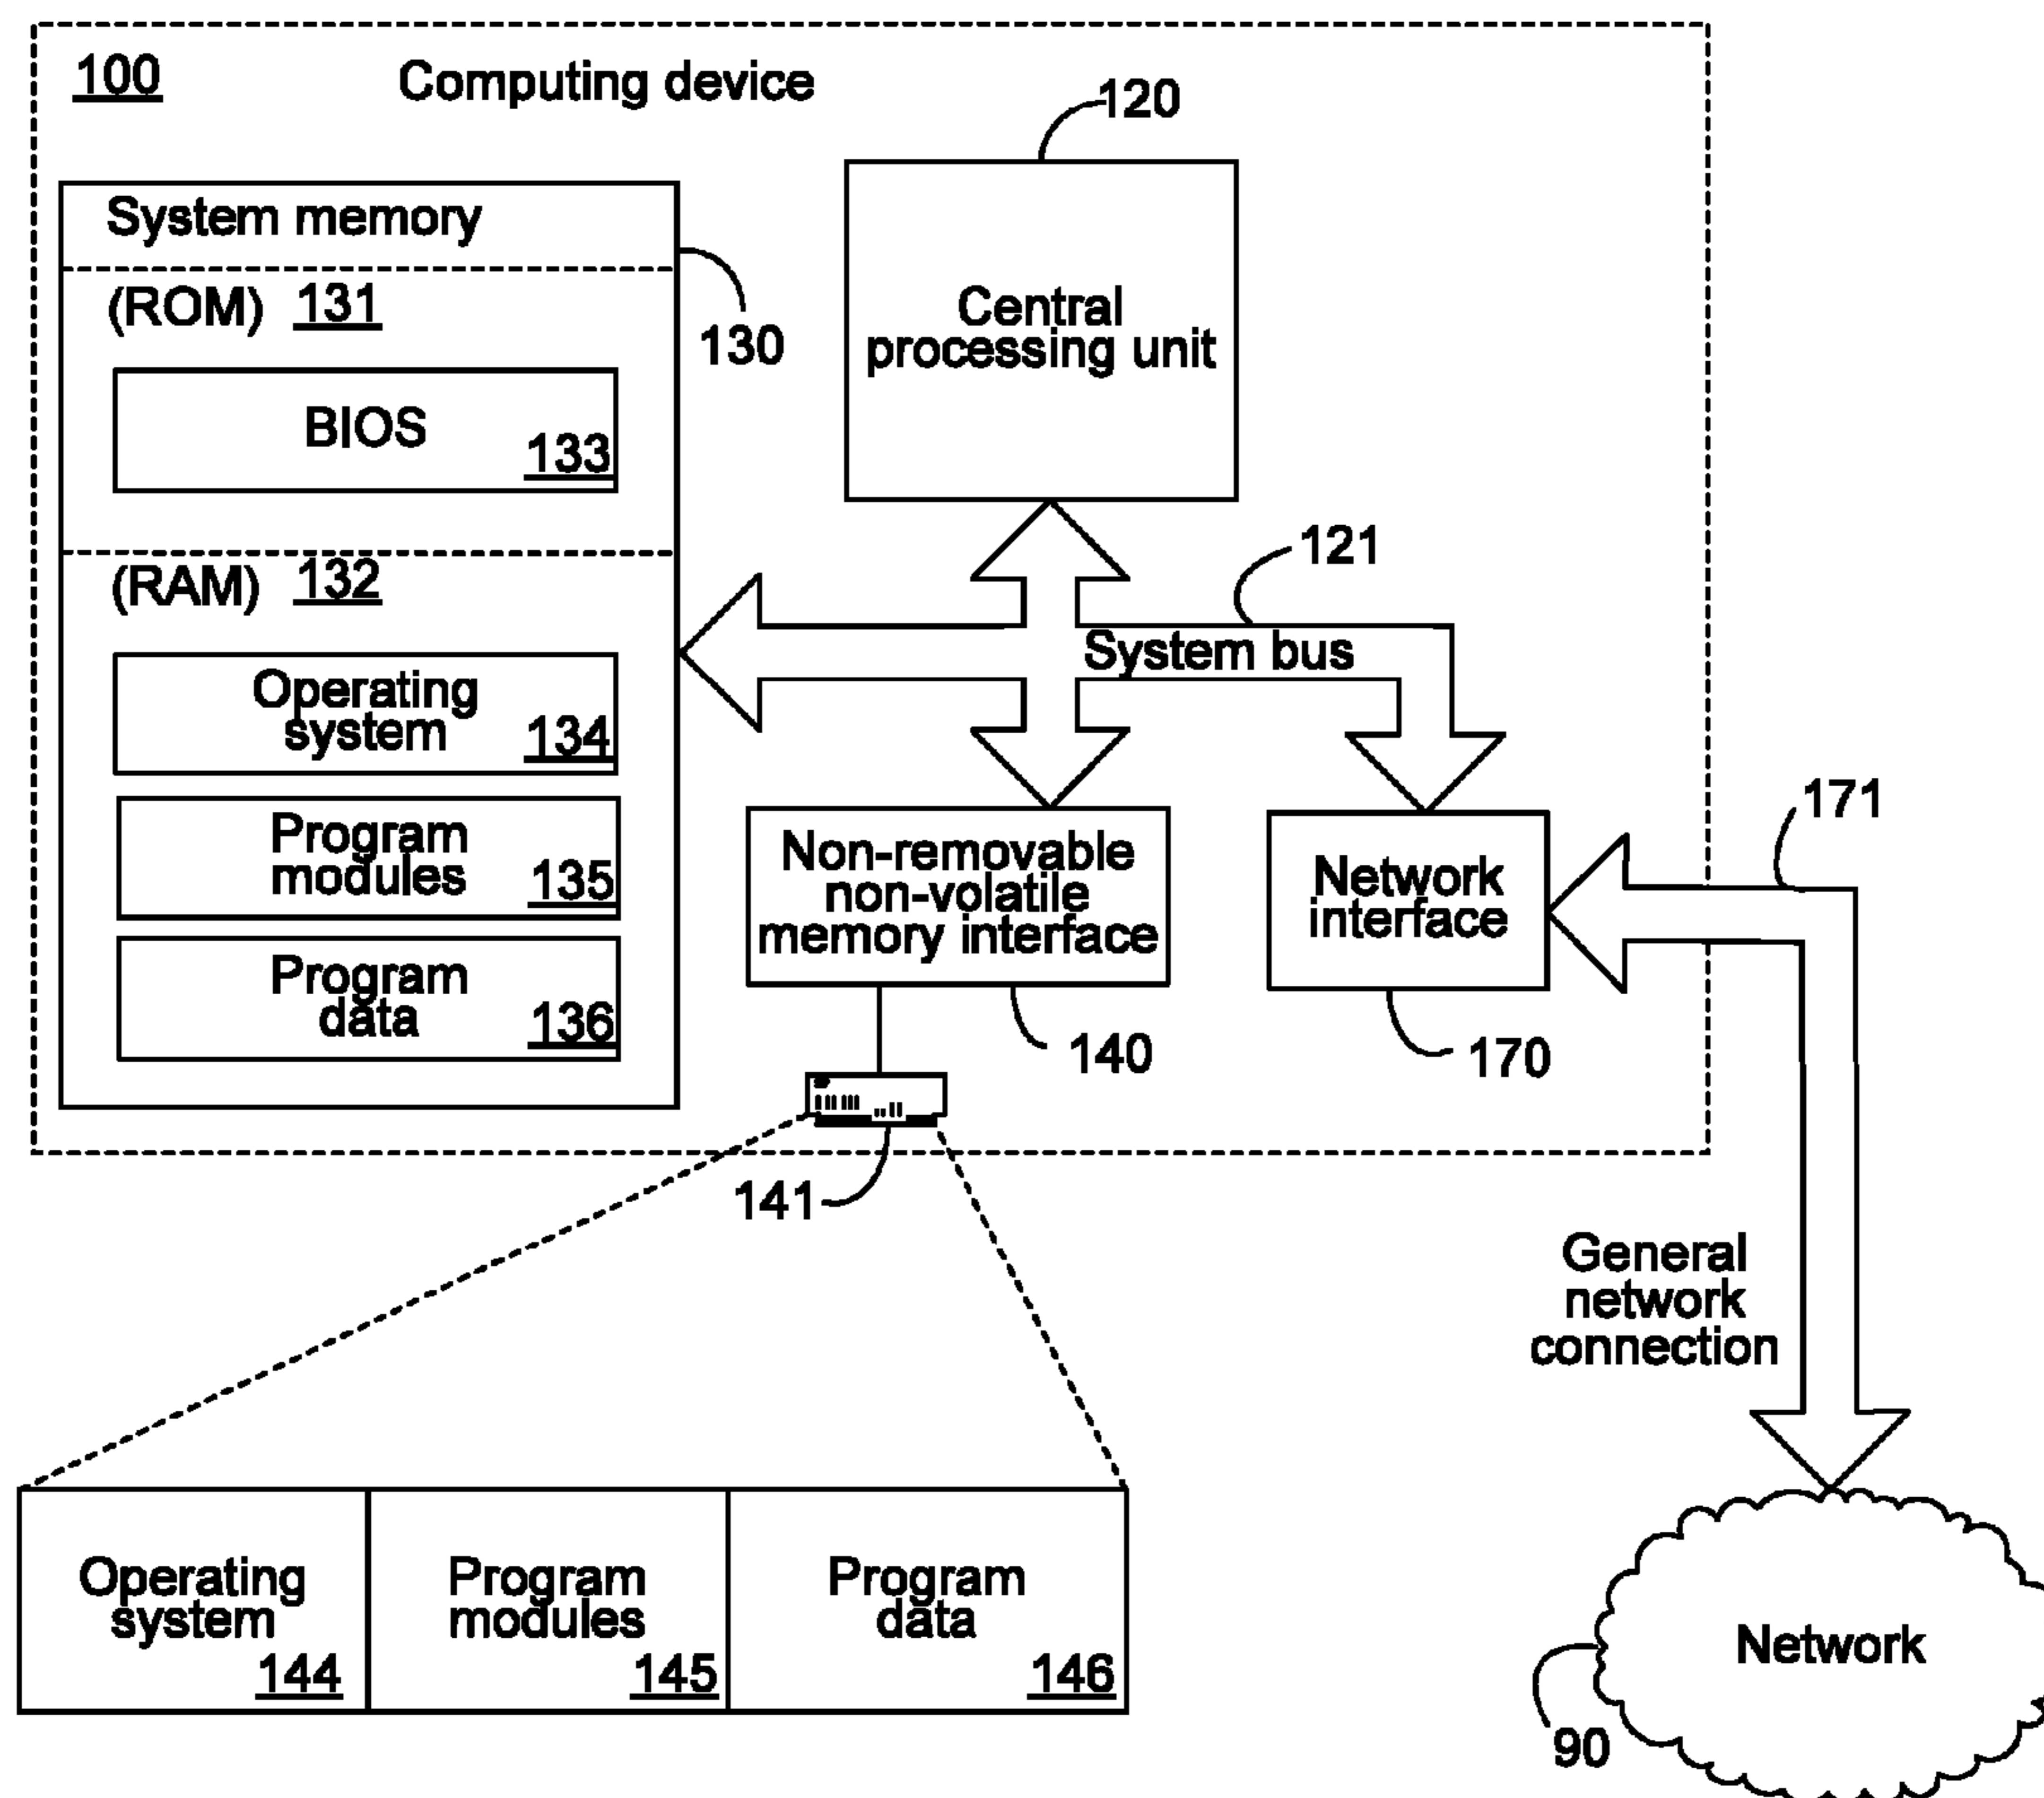 100
Computing device
120
System memory
(ROM) 131
130
Central
processing unit
BIOS
133
121
(RAM) 132
System bus
Operating
system
134
Program
modules
135
Program
data
136
Non-removable
non-volatile
memory interface
140
Network
interface
170
171
141
General
network
connection
Operating
system
144
Program
modules
145
Program
data
146
Network
90